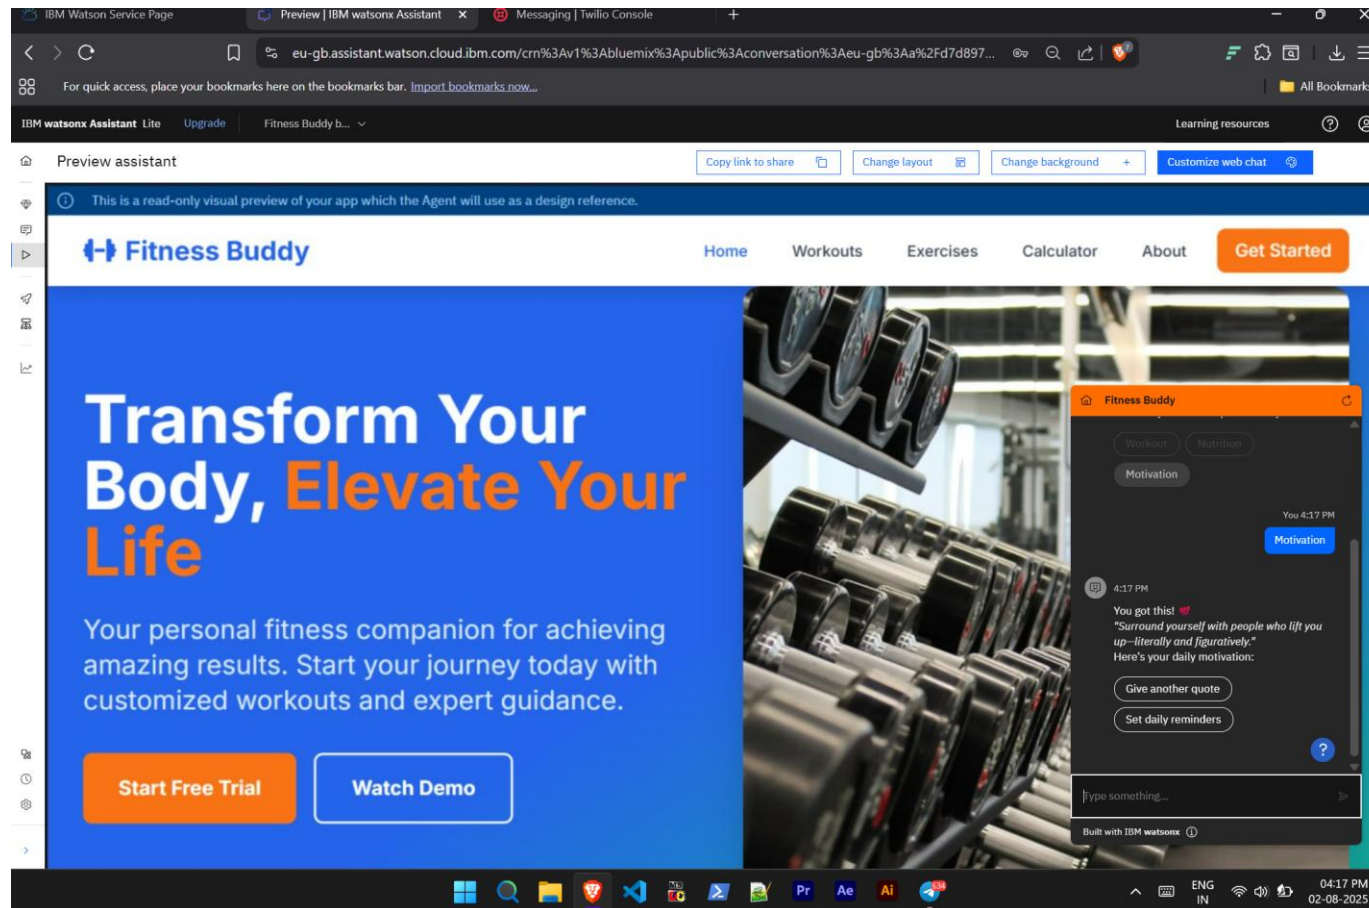 IBM Watson Service Page
Preview | IBM watsonx Assistant
Messaging | Twilio Console
eu-gb.assistant.watson.cloud.ibm.com/crn%3Av1%3Abluemix%3Apublic%3Aconversation%3Aeu-gb%3Aa%2Fd7d897...
For quick access, place your bookmarks here on the bookmarks bar. Import bookmarks now...
All Bookmarks
IBM watsonx Assistant Lite
Upgrade
Fitness Buddy b...
Learning resources
Preview assistant
Copy link to share
Change layout
Change background +
Customize web chat
This is a read-only visual preview of your app which the Agent will use as a design reference.
Fitness Buddy
Home
Workouts
Exercises
Calculator
About
Get Started
Transform Your
Body, Elevate Your
Life
Your personal fitness companion for achieving
amazing results. Start your journey today with
customized workouts and expert guidance.
Start Free Trial
Watch Demo
Fitness Buddy
Workout
Nutrition
Motivation
You 4:17 PM
Motivation
4:17 PM
You got this!
"Surround yourself with people who lift you
up—literally and figuratively."
Here's your daily motivation:
Give another quote
Set daily reminders
?
Type something...
Built with IBM watsonx
Pr
Ae
Ai
634
ENG
IN
04:17 PM
02-08-2025